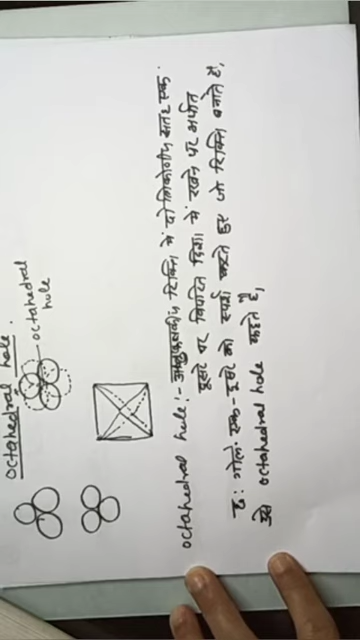 octahedral hole.
octahedral
hole
octahedral hole:- अष्टफलकीय रिक्ति में दो त्रिकोणीय सतह एक
दूसरे पर विपरित दिशा में रखने पर अर्थात
छ: गोले एक-दूसरे को स्पर्श करते हुए जो रिक्ति बनाते है,
उसे octahedral hole कहते है,